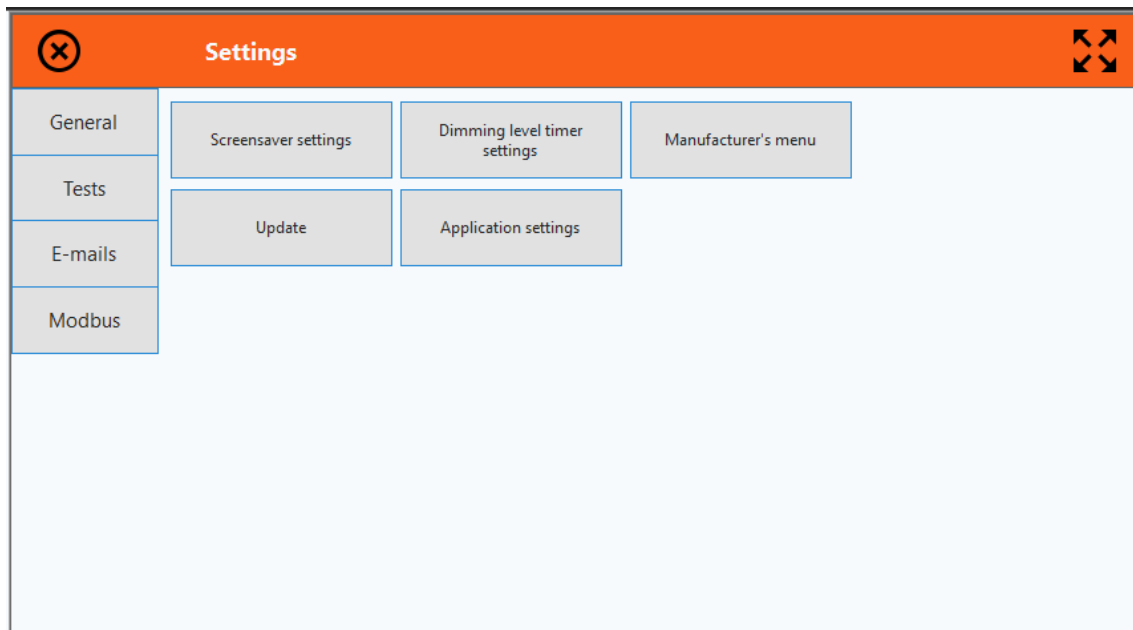 Settings
General
Tests
E-mails
Modbus
Screensaver settings
Dimming level timer
settings
Manufacturer's menu
Update
Application settings